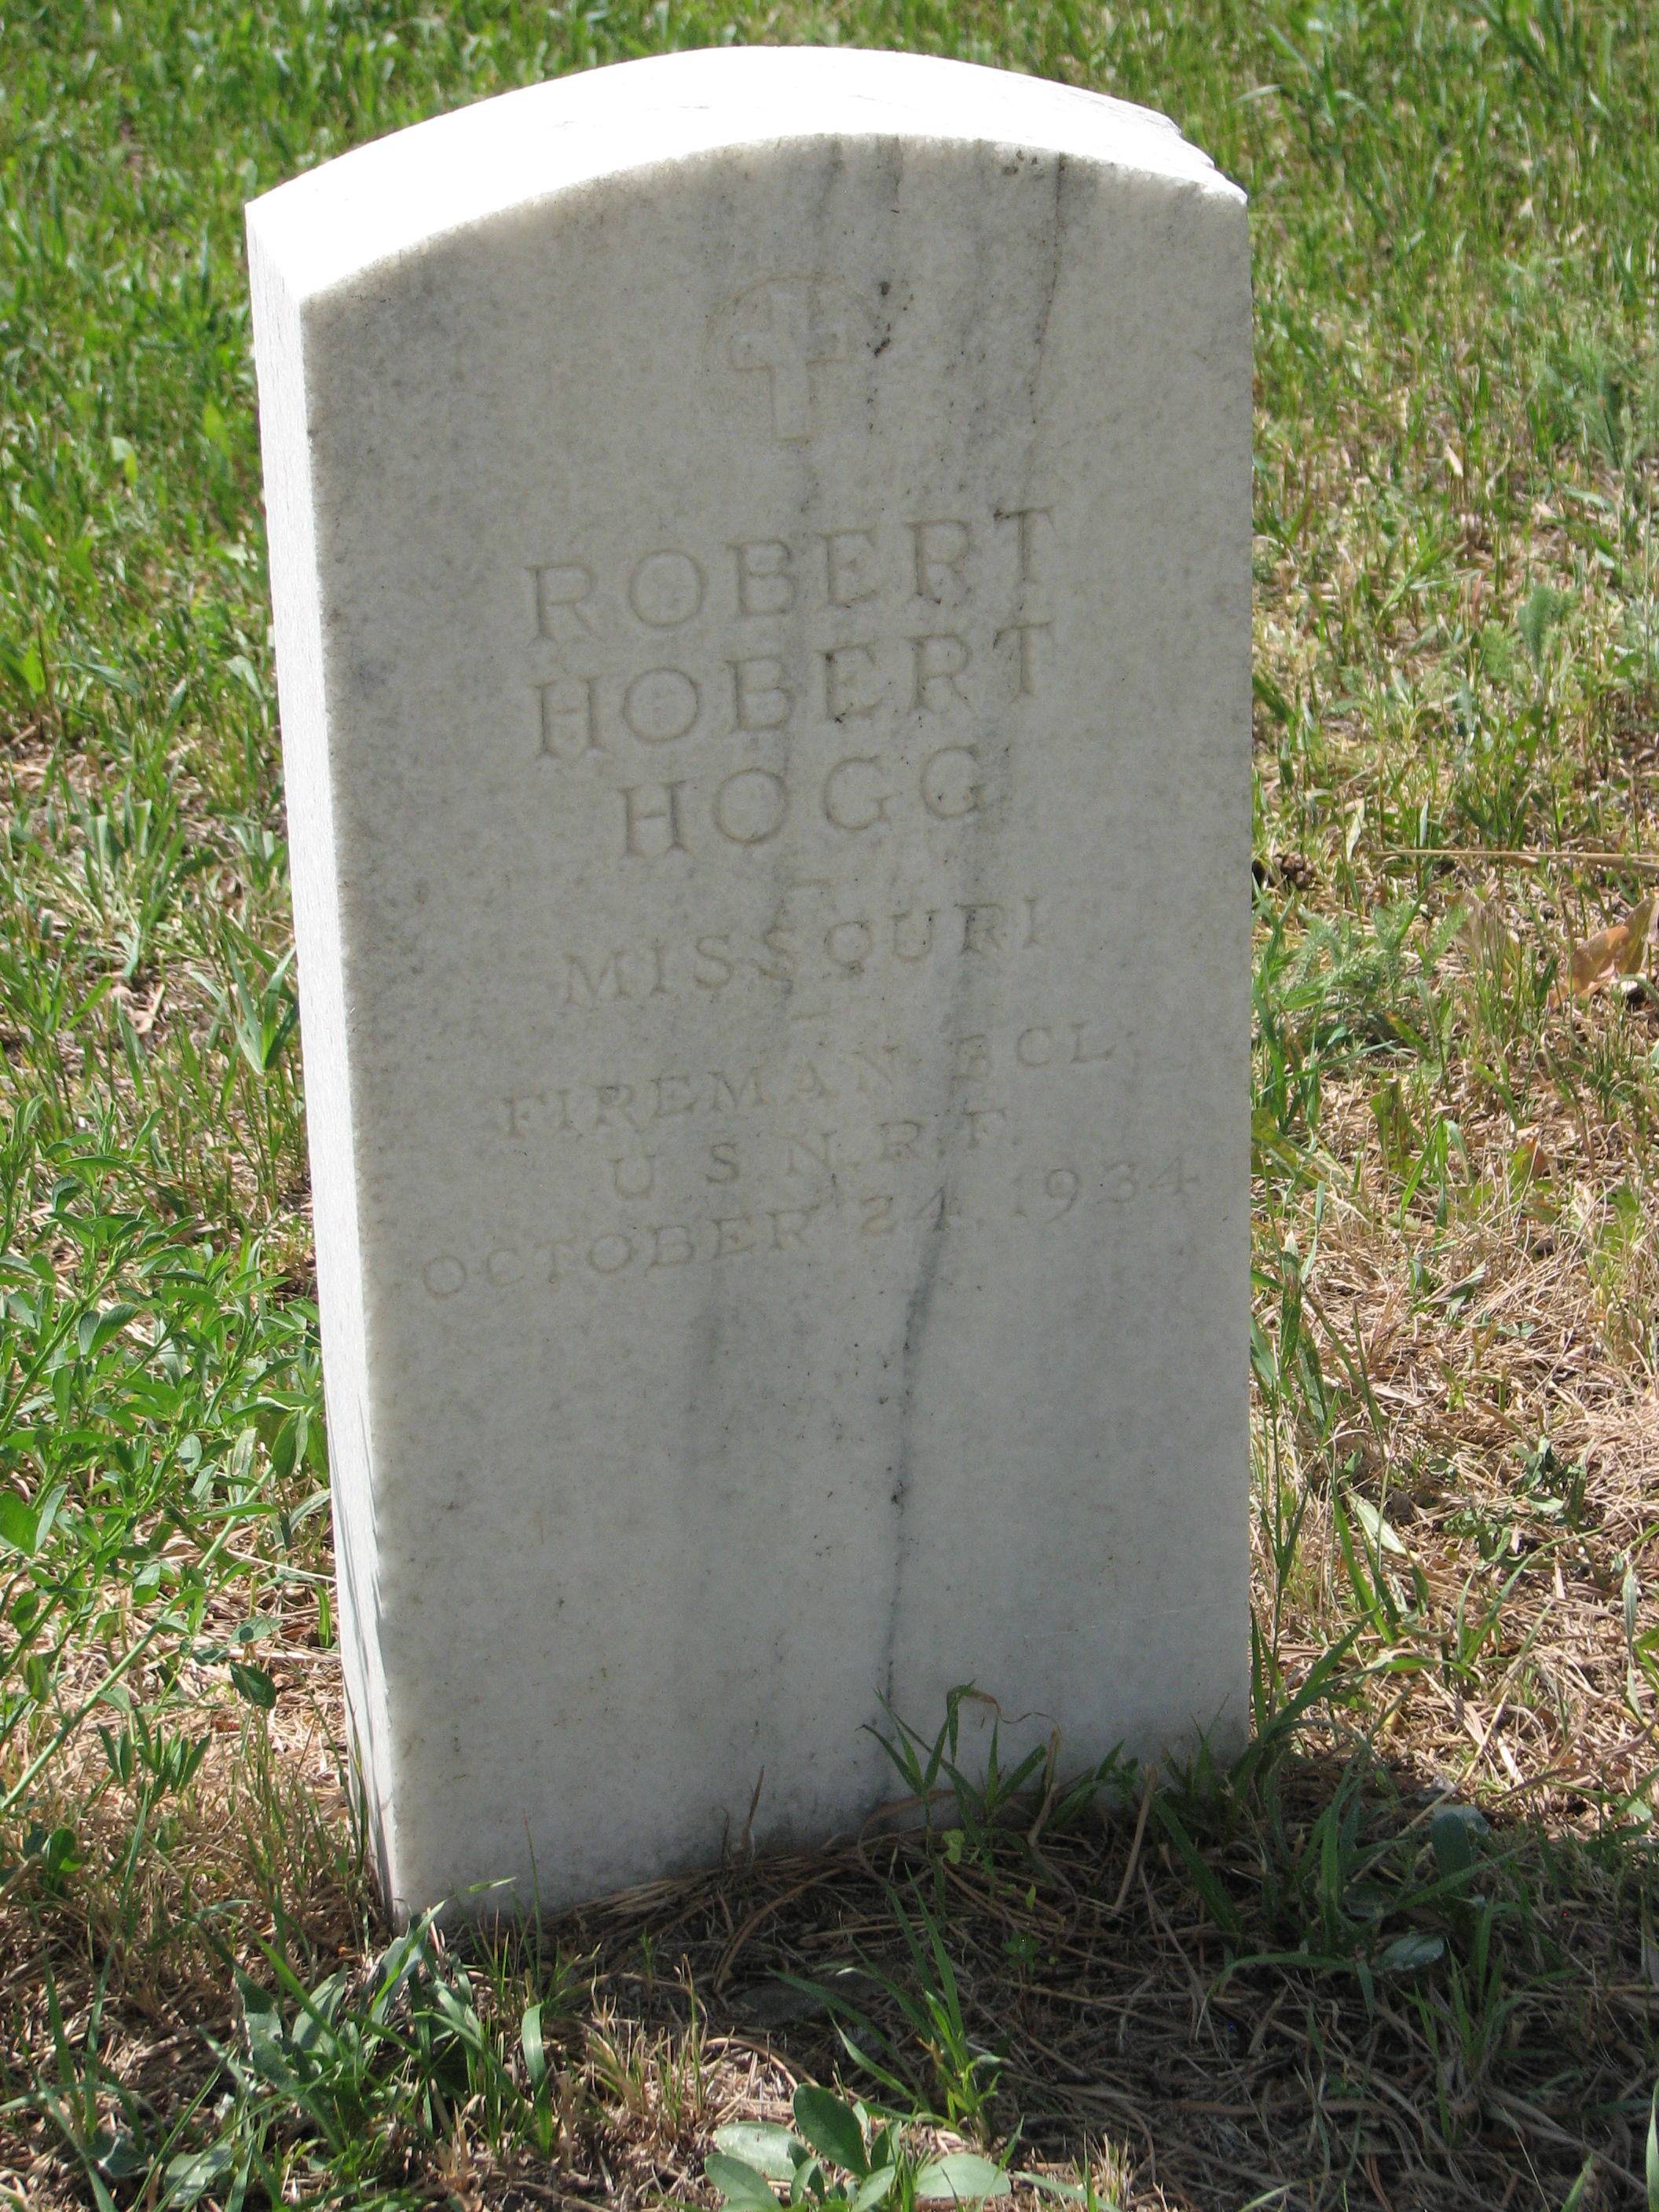 ROBERT
HOBERT
HOGG
MISSOURI
FIREMAN 3CL.
U.S.N.R.F.
OCTOBER 24, 1934